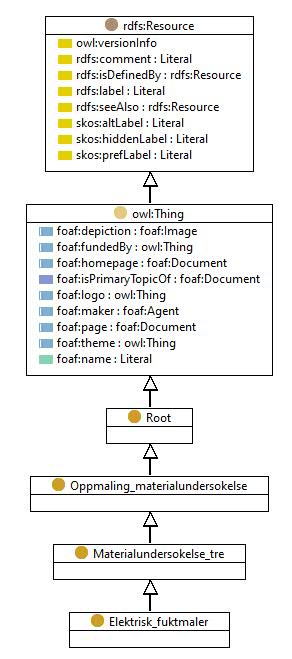 rdfs:Resource
owl:versionInfo
rdfs:comment : Literal
rdfs:isDefinedBy : rdfs:Resource
rdfs:label : Literal
rdfs:seeAlso : rdfs:Resource
skos:altLabel : Literal
skos:hiddenLabel : Literal
skos:prefLabel : Literal
owl:Thing
foaf:depiction : foaf:Image
foaf:fundedBy : owl:Thing
foaf:homepage : foaf:Document
foaf:isPrimaryTopicOf : foaf:Document
foaf:logo : owl:Thing
foaf:maker : foaf:Agent
foaf:page : foaf:Document
foaf:theme : owl:Thing
foaf:name : Literal
Root
Oppmaling_materialundersokelse
Materialundersokelse_tre
Elektrisk_fuktmaler